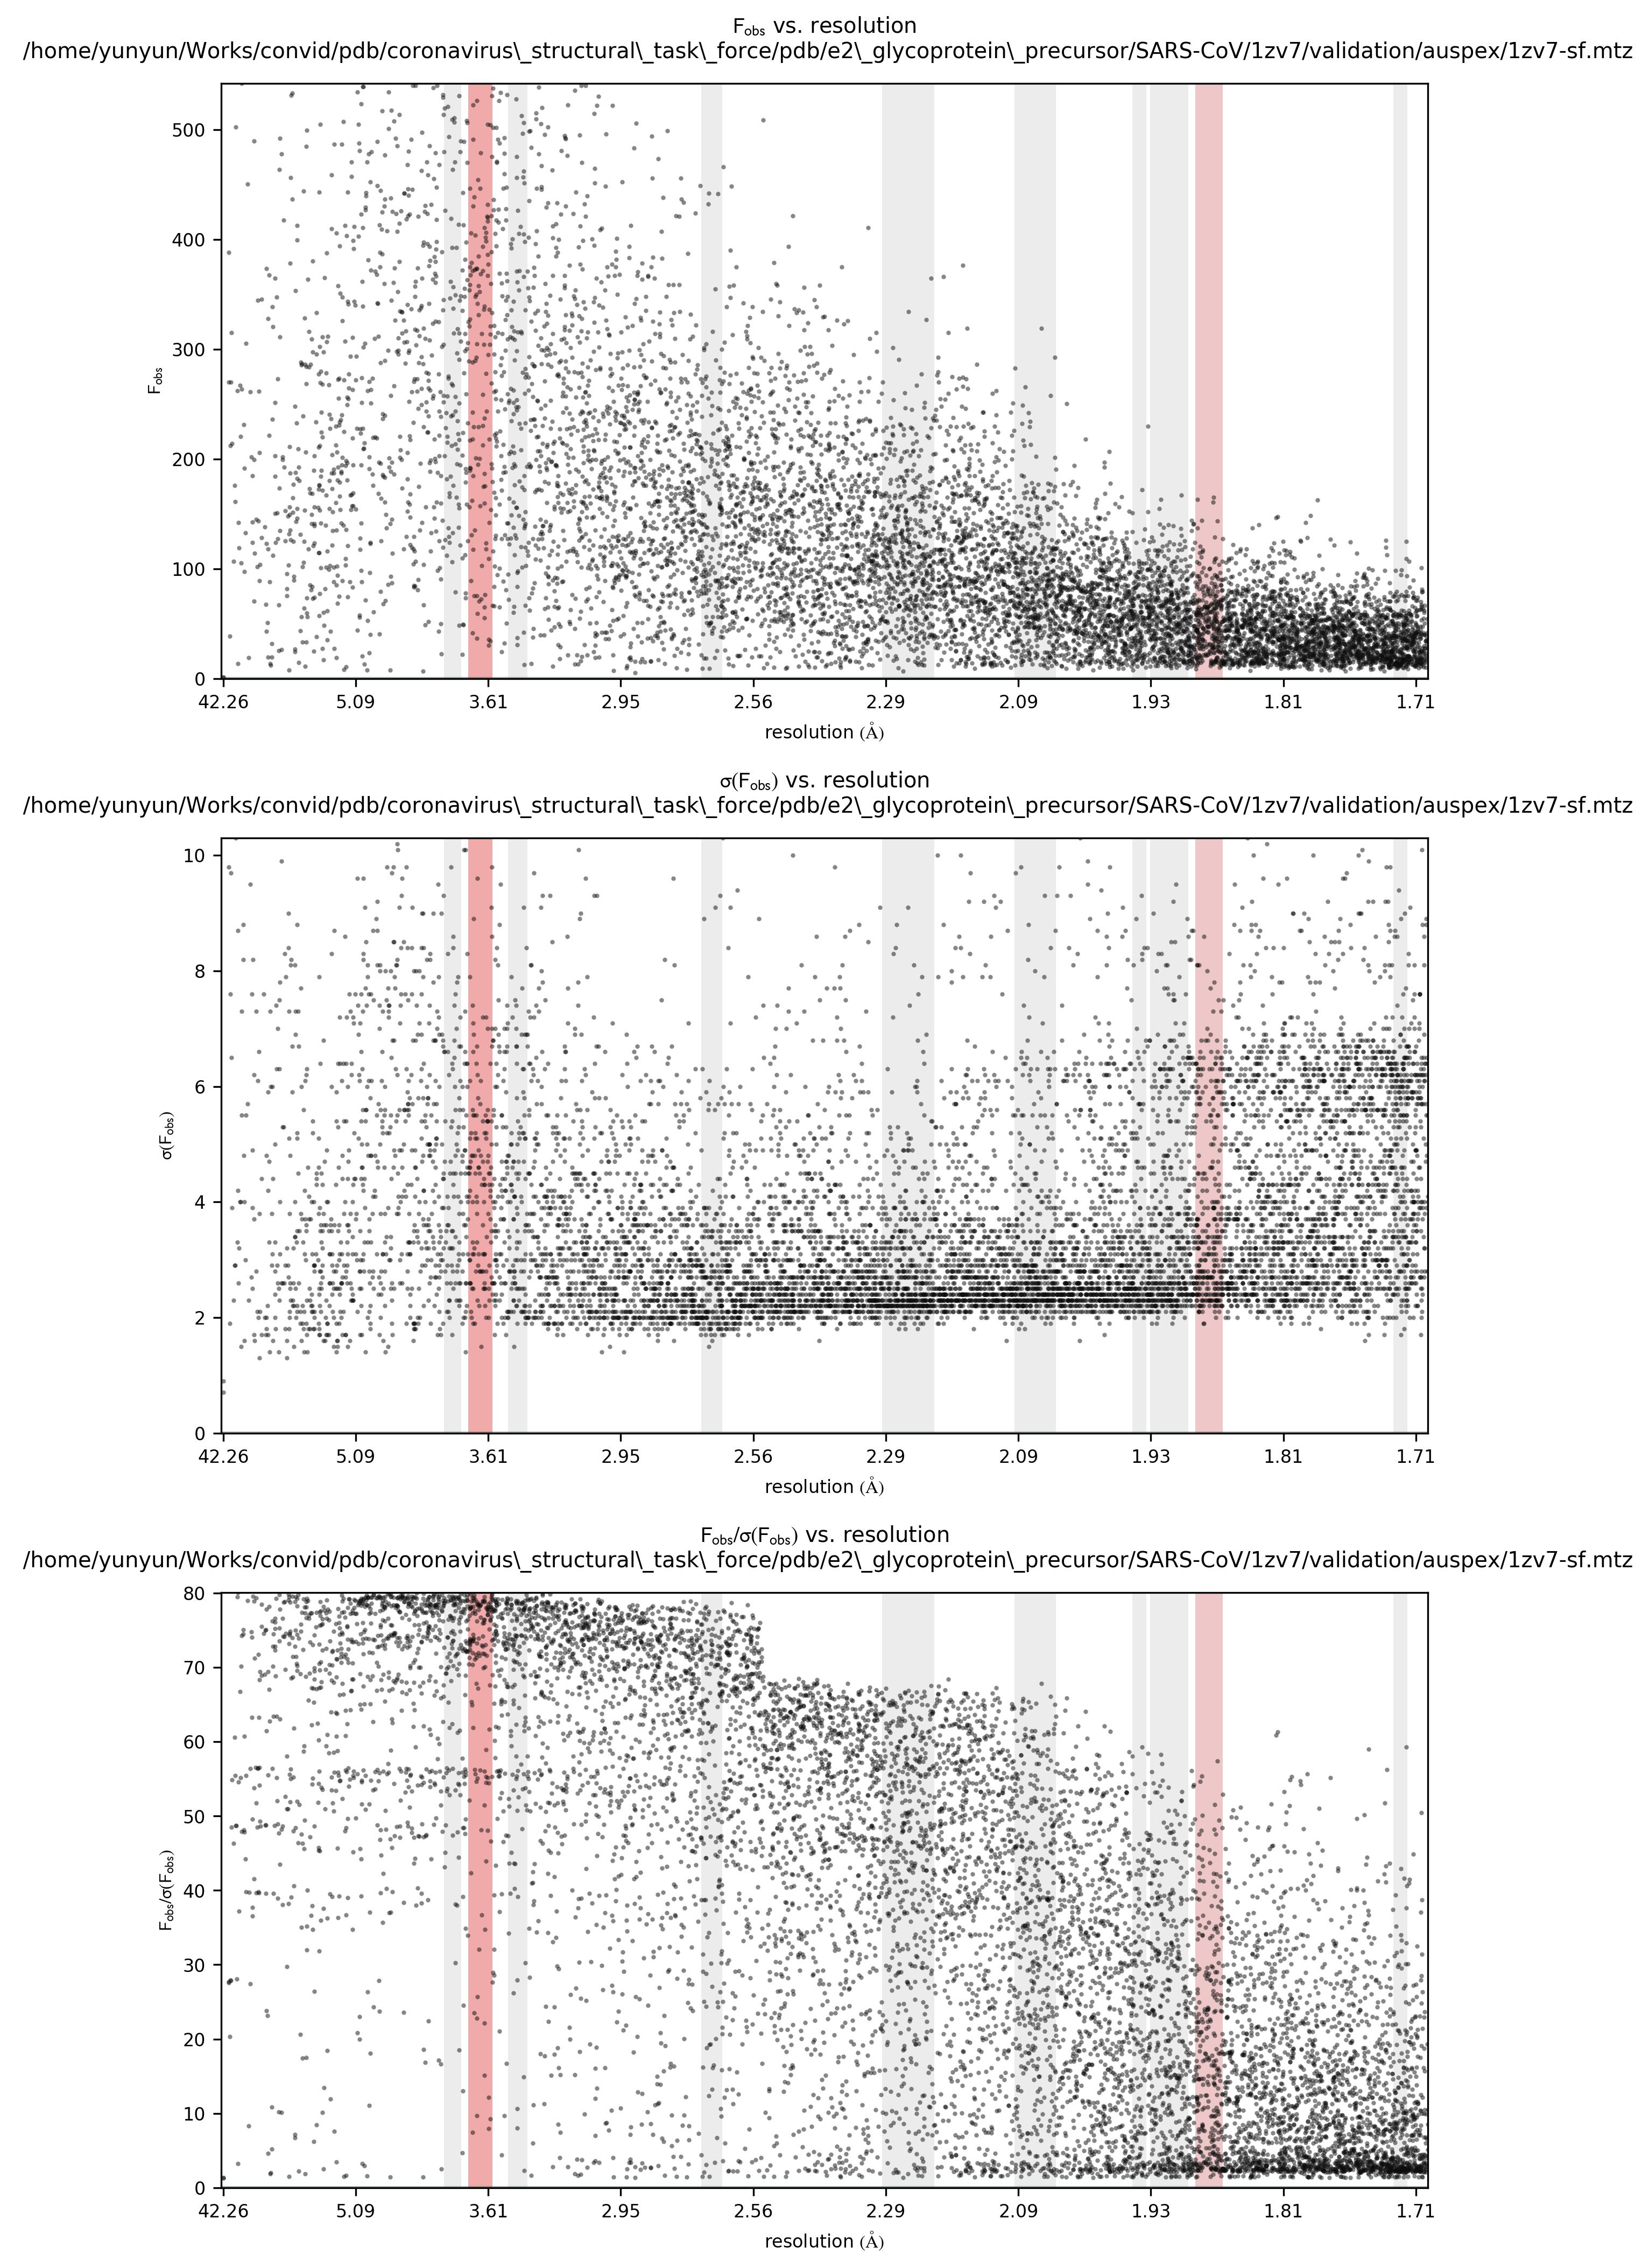 Fobs vs. resolution
/home/yunyun/Works/convid/pdb/coronavirus\_structural\_task\_force/pdb/e2\_glycoprotein\_precursor/SARS-CoV/1zv7/validation/auspex/1zv7-sf.mtz
500
400
300
200
100
0
Fobs
42.26 5.09 3.61 2.95 2.56 2.29 2.09 1.93 1.81 1.71
resolution (Å)
σ(Fobs) vs. resolution
/home/yunyun/Works/convid/pdb/coronavirus\_structural\_task\_force/pdb/e2\_glycoprotein\_precursor/SARS-CoV/1zv7/validation/auspex/1zv7-sf.mtz
10
8
6
4
2
0
σ(Fobs)
42.26 5.09 3.61 2.95 2.56 2.29 2.09 1.93 1.81 1.71
resolution (Å)
Fobs/σ(Fobs) vs. resolution
/home/yunyun/Works/convid/pdb/coronavirus\_structural\_task\_force/pdb/e2\_glycoprotein\_precursor/SARS-CoV/1zv7/validation/auspex/1zv7-sf.mtz
80
70
60
50
40
30
20
10
0
Fobs/σ(Fobs)
42.26 5.09 3.61 2.95 2.56 2.29 2.09 1.93 1.81 1.71
resolution (Å)